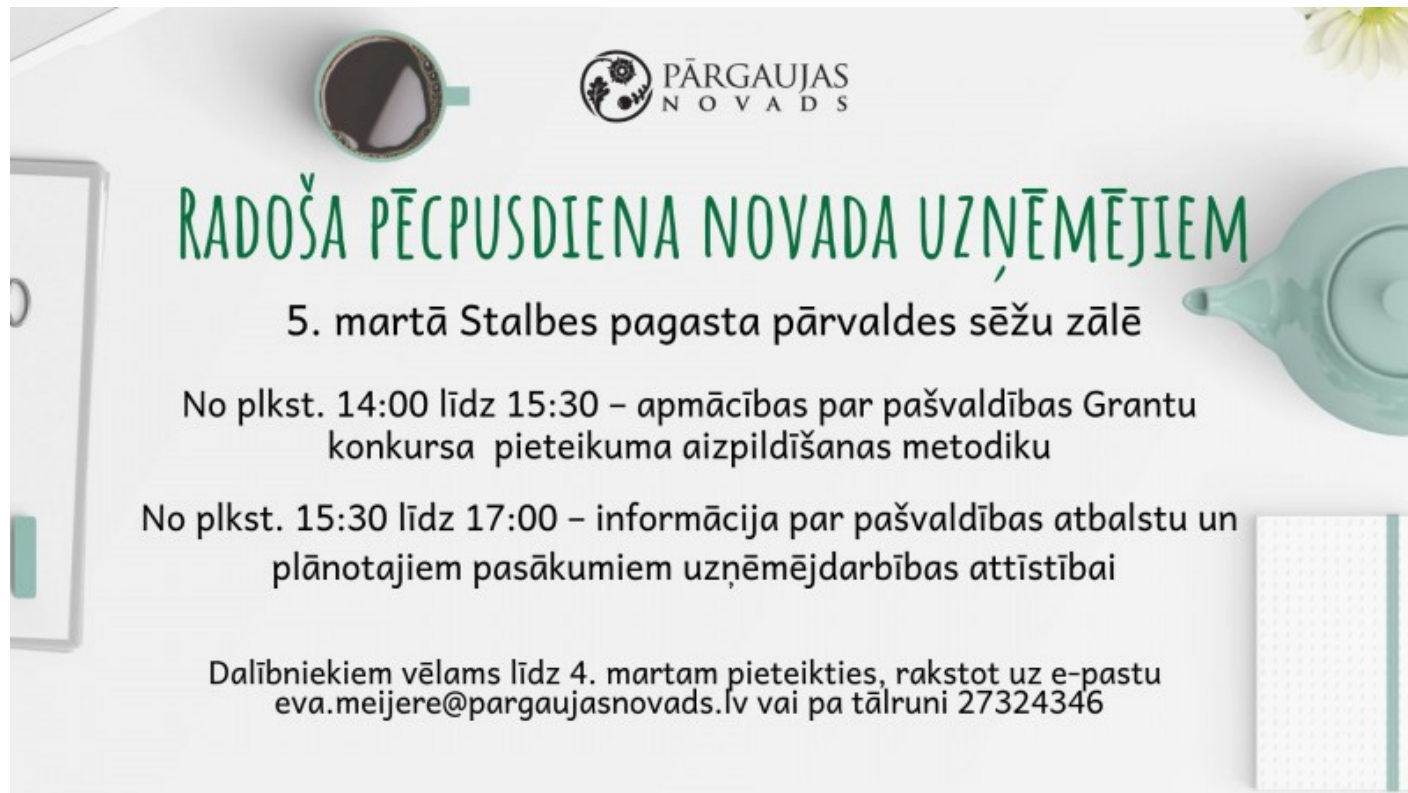 PĀRGAUJAS
NOVADS
RADOŠA PĒCPUSDIENA NOVADA UZŅĒMĒJIEM
5. martā Stalbes pagasta pārvaldes sēžu zālē
No plkst. 14:00 līdz 15:30 – apmācības par pašvaldības Grantu
konkursa  pieteikuma aizpildīšanas metodiku
No plkst. 15:30 līdz 17:00 – informācija par pašvaldības atbalstu un
plānotajiem pasākumiem uzņēmējdarbības attīstībai
Dalībniekiem vēlams līdz 4. martam pieteikties, rakstot uz e-pastu
eva.meijere@pargaujasnovads.lv vai pa tālruni 27324346